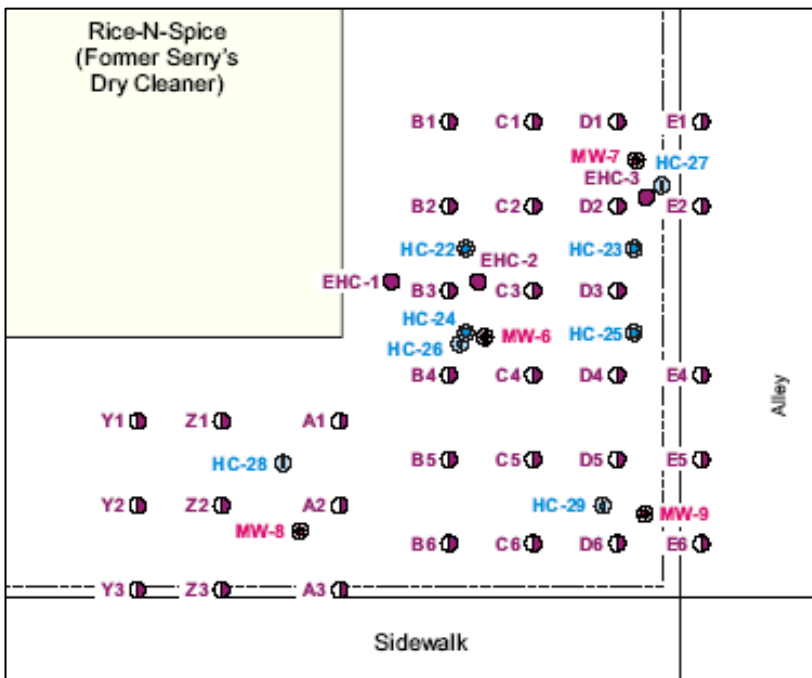 Rice-N-Spice
(Former Serry's
Dry Cleaner)
B1 C1 D1 E1
MW-7
HC-27
EHC-3
B2 C2 D2 E2
HC-22 HC-23
EHC-2
EHC-1
B3 C3 D3
HC-24
MW-6 HC-25
HC-26
B4 C4 D4 E4
Alley
Y1 Z1 A1
HC-28 B5 C5 D5 E5
Y2 Z2 A2 HC-29
MW-9
MW-8
B6 C6 D6 E6
Y3 Z3 A3
Sidewalk